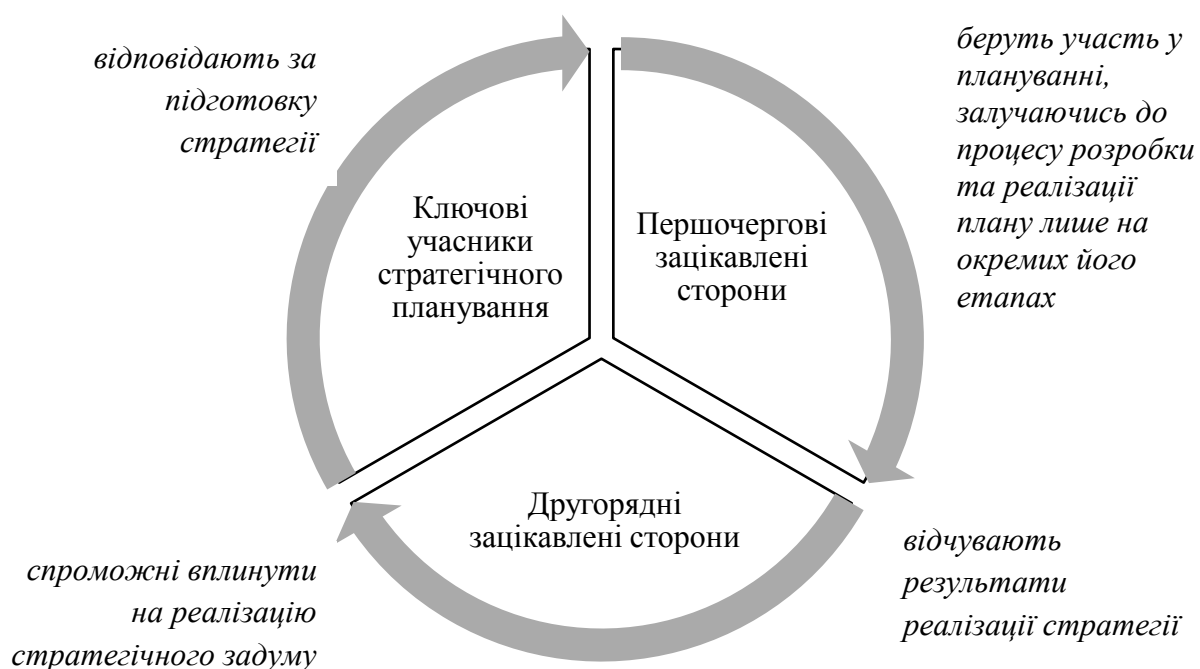 відповідають за
підготовку
стратегії
Ключові
учасники
стратегічного
планування
Першочергові
зацікавлені
сторони
беруть участь у
плануванні,
залучаючись до
процесу розробки
та реалізації
плану лише на
окремих його
етапах
Другорядні
зацікавлені сторони
спроможні вплинути
на реалізацію
стратегічного задуму
відчувають
результати
реалізації стратегії